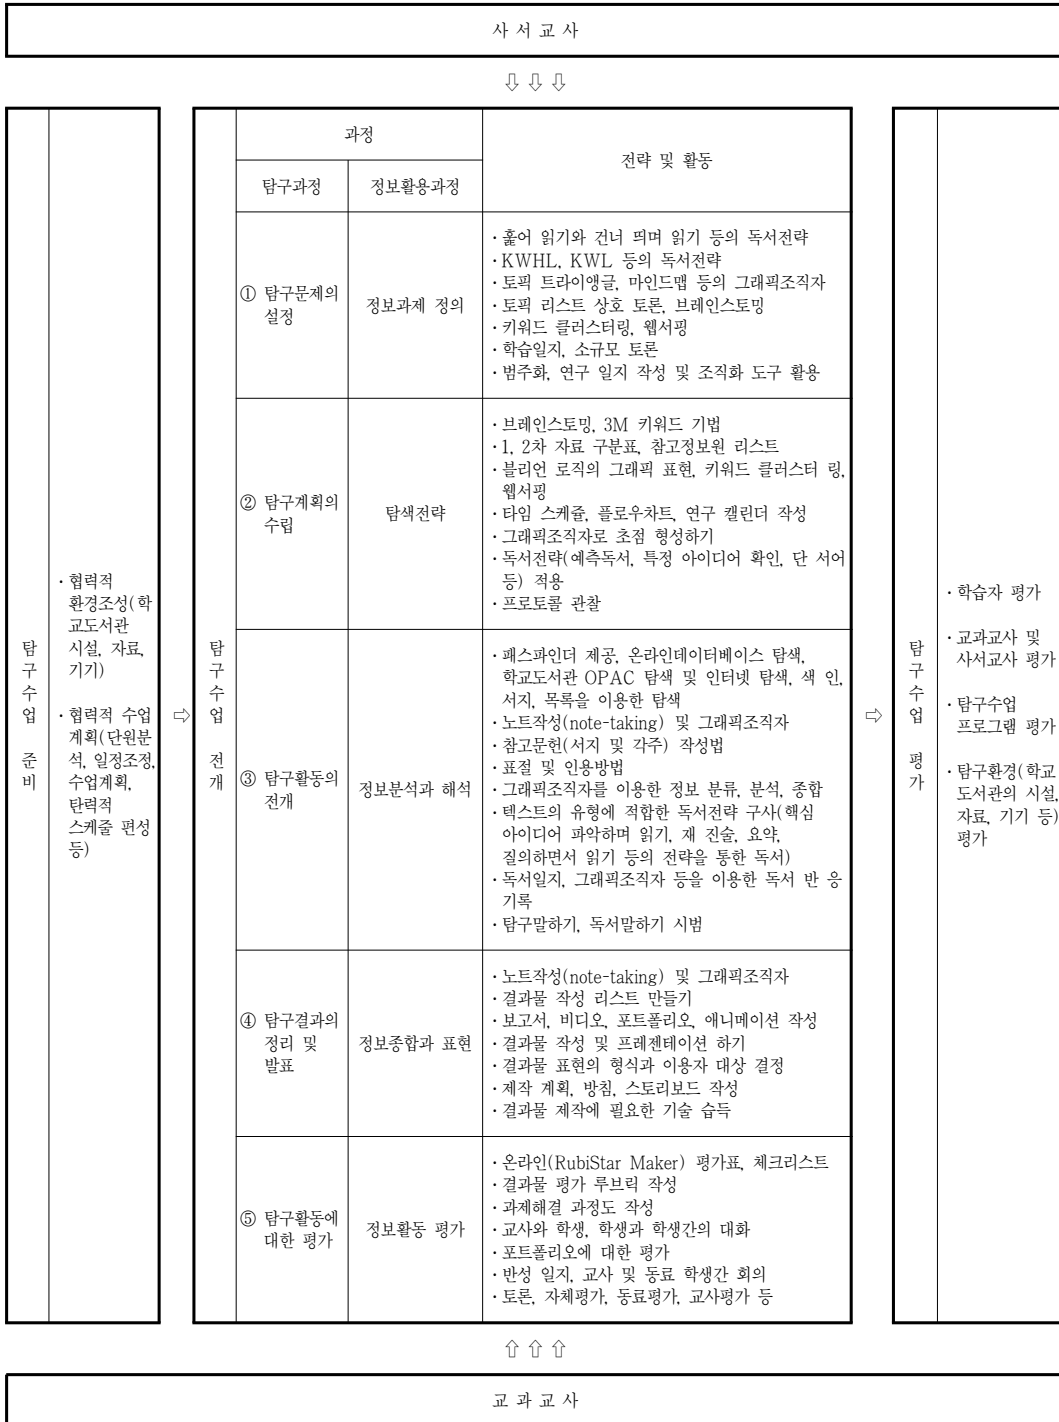 사 서 교 사
⇩ ⇩ ⇩
탐
구
수
업
준
비
· 협력적
환경조성(학
교도서관
시설, 자료,
기기)
· 협력적 수업
계획(단원분
석, 일정조정,
수업계획,
탄력적
스케줄 편성
등)
⇨
탐
구
수
업
전
개
과정
전략 및 활동
탐구과정
정보활용과정
① 탐구문제의
설정
정보과제 정의
· 훑어 읽기와 건너 띄며 읽기 등의 독서전략
· KWHL, KWL 등의 독서전략
· 토픽 트라이앵글, 마인드맵 등의 그래픽조직자
· 토픽 리스트 상호 토론, 브레인스토밍
· 키워드 클러스터링, 웹서핑
· 학습일지, 소규모 토론
· 범주화, 연구 일지 작성 및 조직화 도구 활용
② 탐구계획의
수립
탐색전략
· 브레인스토밍, 3M 키워드 기법
· 1, 2차 자료 구분표, 참고정보원 리스트
· 블리언 로직의 그래픽 표현, 키워드 클러스터 링,
웹서핑
· 타임 스케쥴, 플로우차트, 연구 캘린더 작성
· 그래픽조직자로 초점 형성하기
· 독서전략(예측독서, 특정 아이디어 확인, 단 서어
등) 적용
· 프로토콜 관찰
③ 탐구활동의
전개
정보분석과 해석
· 패스파인더 제공, 온라인데이터베이스 탐색,
학교도서관 OPAC 탐색 및 인터넷 탐색, 색 인,
서지, 목록을 이용한 탐색
· 노트작성(note-taking) 및 그래픽조직자
· 참고문헌(서지 및 각주) 작성법
· 표절 및 인용방법
· 그래픽조직자를 이용한 정보 분류, 분석, 종합
· 텍스트의 유형에 적합한 독서전략 구사(핵심
아이디어 파악하며 읽기, 재 진술, 요약,
질의하면서 읽기 등의 전략을 통한 독서)
· 독서일지, 그래픽조직자 등을 이용한 독서 반 응
기록
· 탐구말하기, 독서말하기 시범
④ 탐구결과의
정리 및
발표
정보종합과 표현
· 노트작성(note-taking) 및 그래픽조직자
· 결과물 작성 리스트 만들기
· 보고서, 비디오, 포트폴리오, 애니메이션 작성
· 결과물 작성 및 프레젠테이션 하기
· 결과물 표현의 형식과 이용자 대상 결정
· 제작 계획, 방침, 스토리보드 작성
· 결과물 제작에 필요한 기술 습득
⑤ 탐구활동에
대한 평가
정보활동 평가
· 온라인(RubiStar Maker) 평가표, 체크리스트
· 결과물 평가 루브릭 작성
· 과제해결 과정도 작성
· 교사와 학생, 학생과 학생간의 대화
· 포트폴리오에 대한 평가
· 반성 일지, 교사 및 동료 학생간 회의
· 토론, 자체평가, 동료평가, 교사평가 등
⇨
탐
구
수
업
평
가
· 학습자 평가
· 교과교사 및
사서교사 평가
· 탐구수업
프로그램 평가
· 탐구환경(학교
도서관의 시설,
자료, 기기 등)
평가
⇧ ⇧ ⇧
교 과 교 사